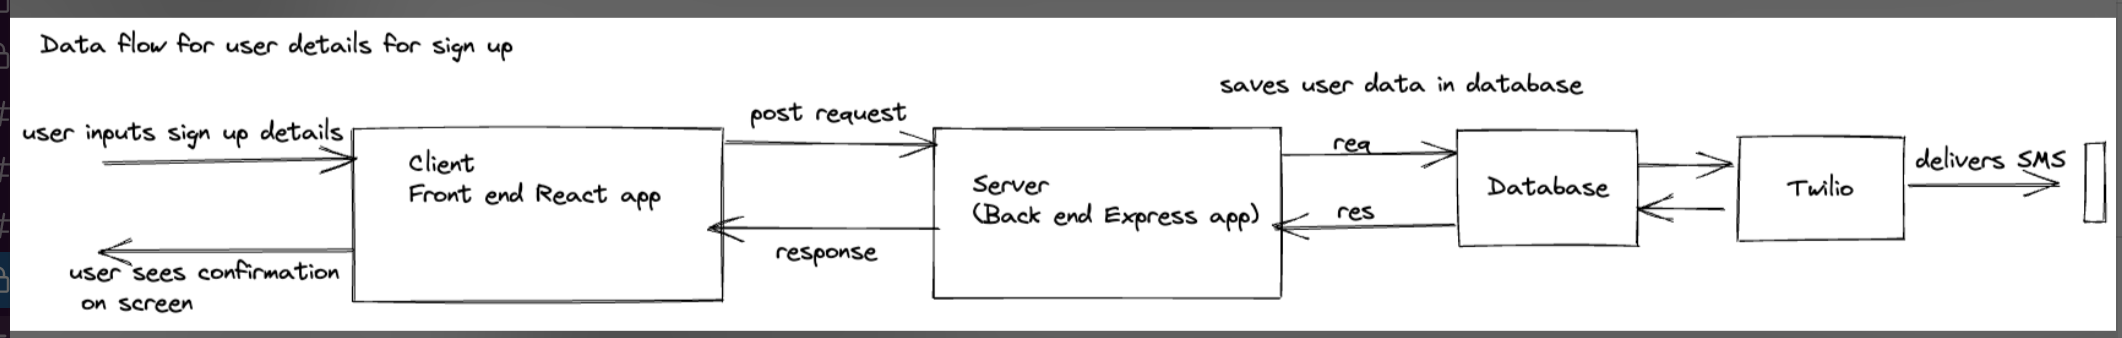 Data flow for user details for sign up
saves user data in database
user inputs sign up details
post request
Client
Front end React app
Server
(Back end Express app)
req
res
Database
Twilio
delivers SMS
response
user sees confirmation
on screen